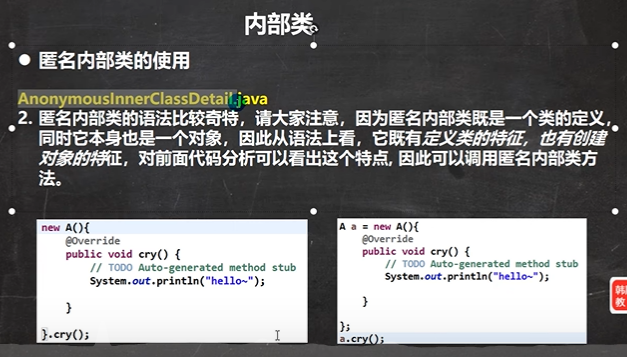 内部类
● 匿名内部类的使用
AnonymousInnerClassDetail.java
2. 匿名内部类的语法比较奇特，请大家注意，因为匿名内部类既是一个类的定义，
同时它本身也是一个对象，因此从语法上看，它既有定义类的特征，也有创建
对象的特征，对前面代码分析可以看出这个特点, 因此可以调用匿名内部类方
法。
new A(){
@Override
public void cry() {
// TODO Auto-generated method stub
System.out.println("hello~");
}
}.cry();
A a = new A(){
@Override
public void cry() {
// TODO Auto-generated method stub
System.out.println("hello~");
}
};
a.cry();
教